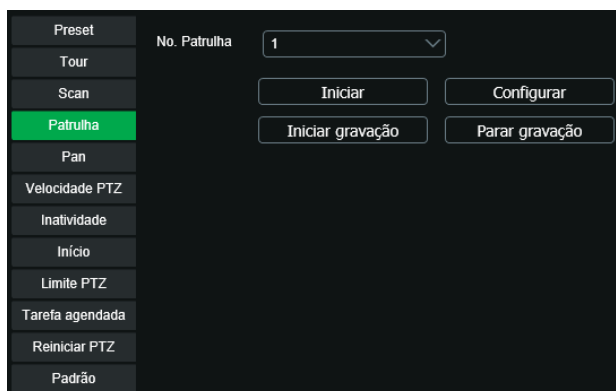 Preset
Tour
Scan
Patrulha
Pan
Velocidade PTZ
Inatividade
Início
Limite PTZ
Tarefa agendada
Reiniciar PTZ
Padrão
No. Patrulha 1
Iniciar Configurar
Iniciar gravação Parar gravação